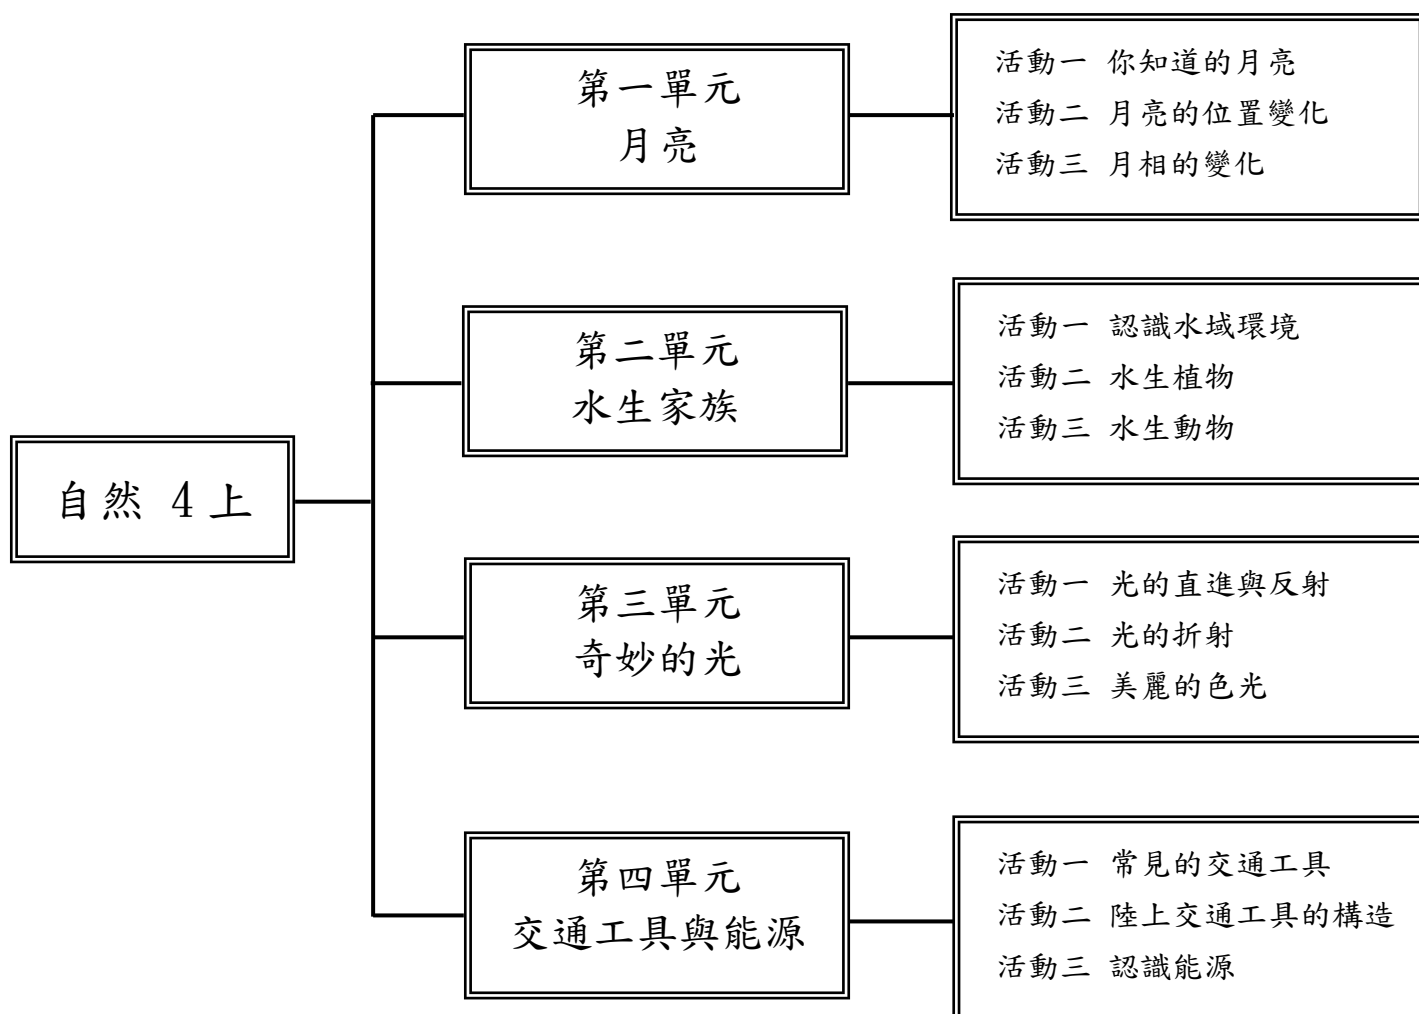 第一單元
月亮
活動一 你知道的月亮
活動二 月亮的位置變化
活動三 月相的變化
第二單元
水生家族
活動一 認識水域環境
活動二 水生植物
活動三 水生動物
自然 4上
第三單元
奇妙的光
活動一 光的直進與反射
活動二 光的折射
活動三 美麗的色光
第四單元
交通工具與能源
活動一 常見的交通工具
活動二 陸上交通工具的構造
活動三 認識能源